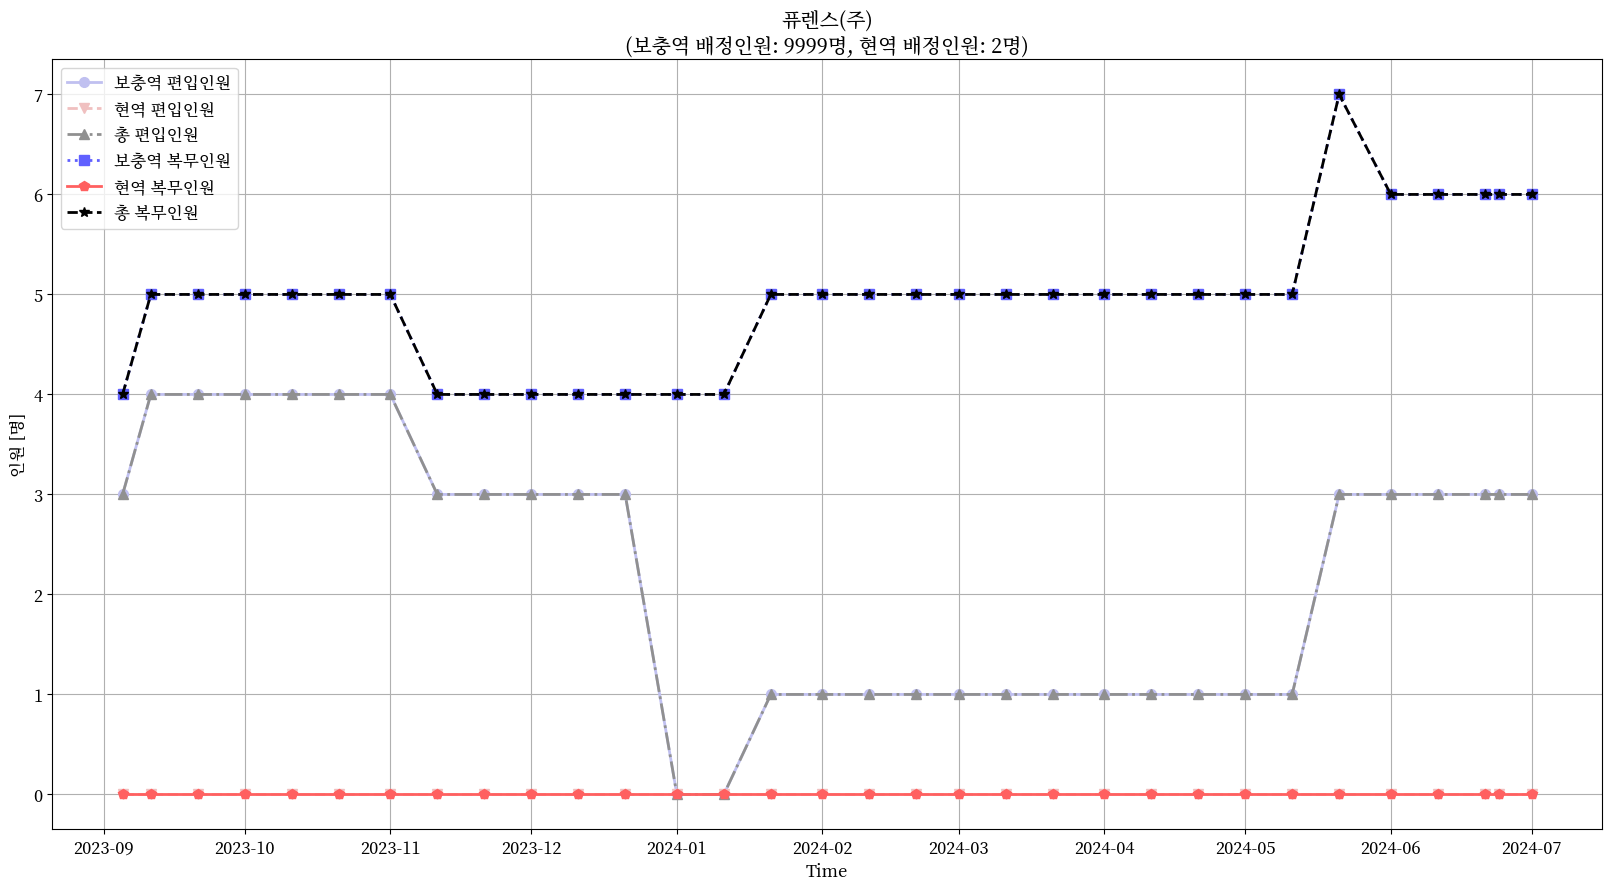 퓨렌스(주)
(보충역 배정인원: 9999명, 현역 배정인원: 2명)
보충역 편입인원
현역 편입인원
총 편입인원
보충역 복무인원
현역 복무인원
총 복무인원
인원 [명]
7
6
5
4
3
2
1
0
2023-09 2023-10 2023-11 2023-12 2024-01 2024-02 2024-03 2024-04 2024-05 2024-06 2024-07
Time